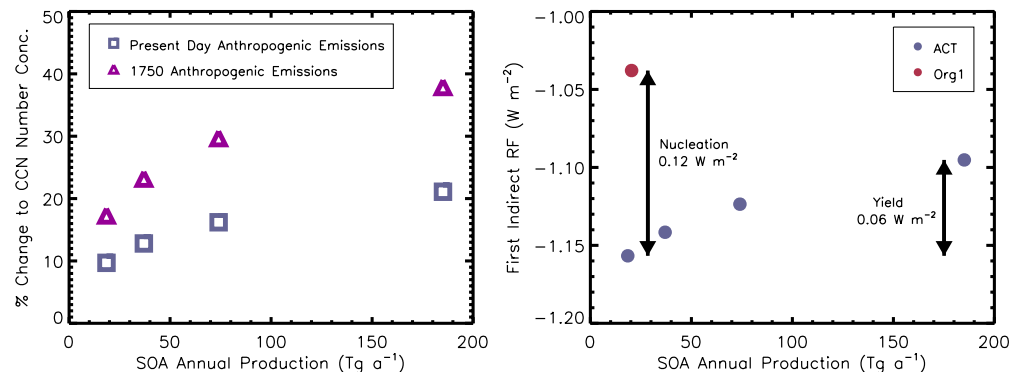 % Change to CCN Number Conc.
50
40
30
20
10
0
Present Day Anthropogenic Emissions
1750 Anthropogenic Emissions
0 50 100 150 200
SOA Annual Production (Tg a⁻¹)
First Indirect RF (W m⁻²)
−1.00
−1.05
−1.10
−1.15
−1.20
ACT
Org1
Nucleation
0.12 W m⁻²
Yield
0.06 W m⁻²
0 50 100 150 200
SOA Annual Production (Tg a⁻¹)